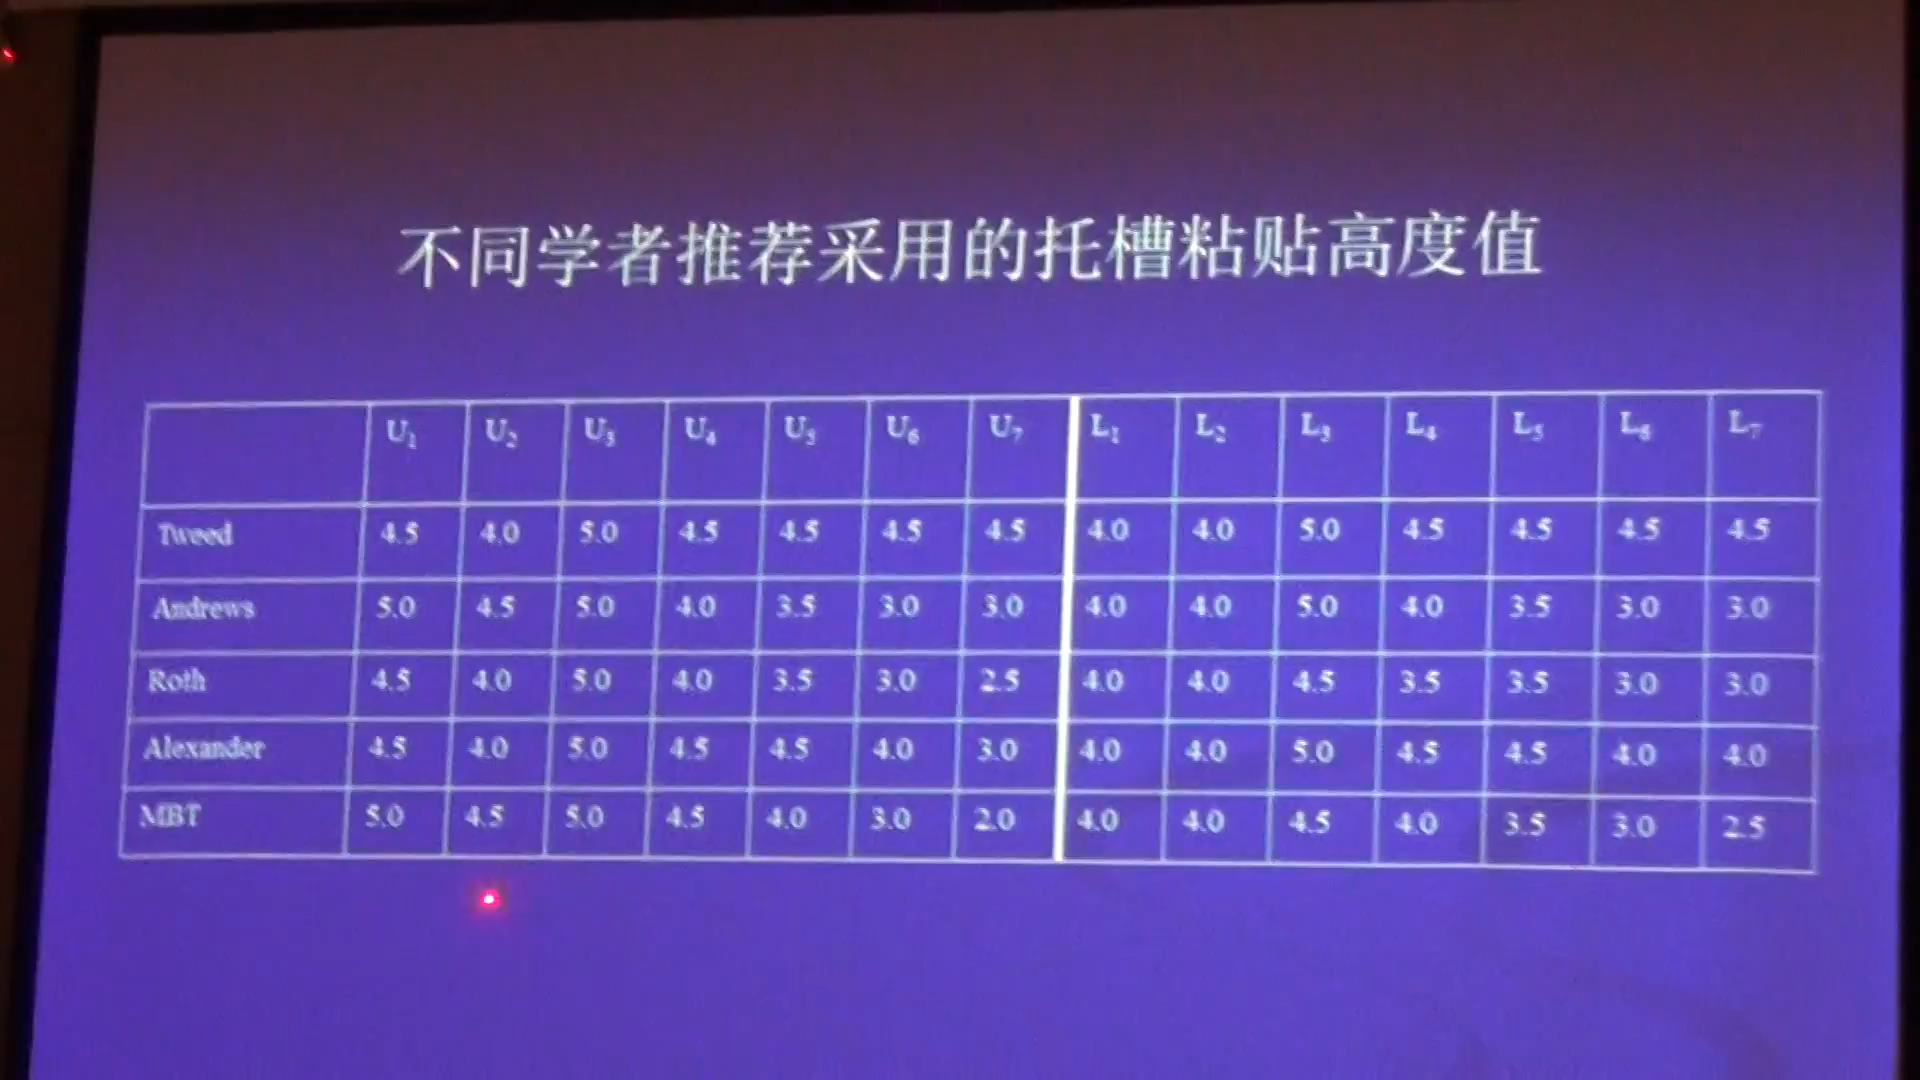 不同学者推荐采用的托槽粘贴高度值
U₁ U₂ U₃ U₄ U₅ U₆ U₇ L₁ L₂ L₃ L₄ L₅ L₆ L₇
Tweed 4.5 4.0 5.0 4.5 4.5 4.5 4.5 4.0 4.0 5.0 4.5 4.5 4.5 4.5
Andrews 5.0 4.5 5.0 4.0 3.5 3.0 3.0 4.0 4.0 5.0 4.0 3.5 3.0 3.0
Roth 4.5 4.0 5.0 4.0 3.5 3.0 2.5 4.0 4.0 4.5 3.5 3.5 3.0 3.0
Alexander 4.5 4.0 5.0 4.5 4.5 4.0 3.0 4.0 4.0 5.0 4.5 4.5 4.0 4.0
MBT 5.0 4.5 5.0 4.5 4.0 3.0 2.0 4.0 4.0 4.5 4.0 3.5 3.0 2.5